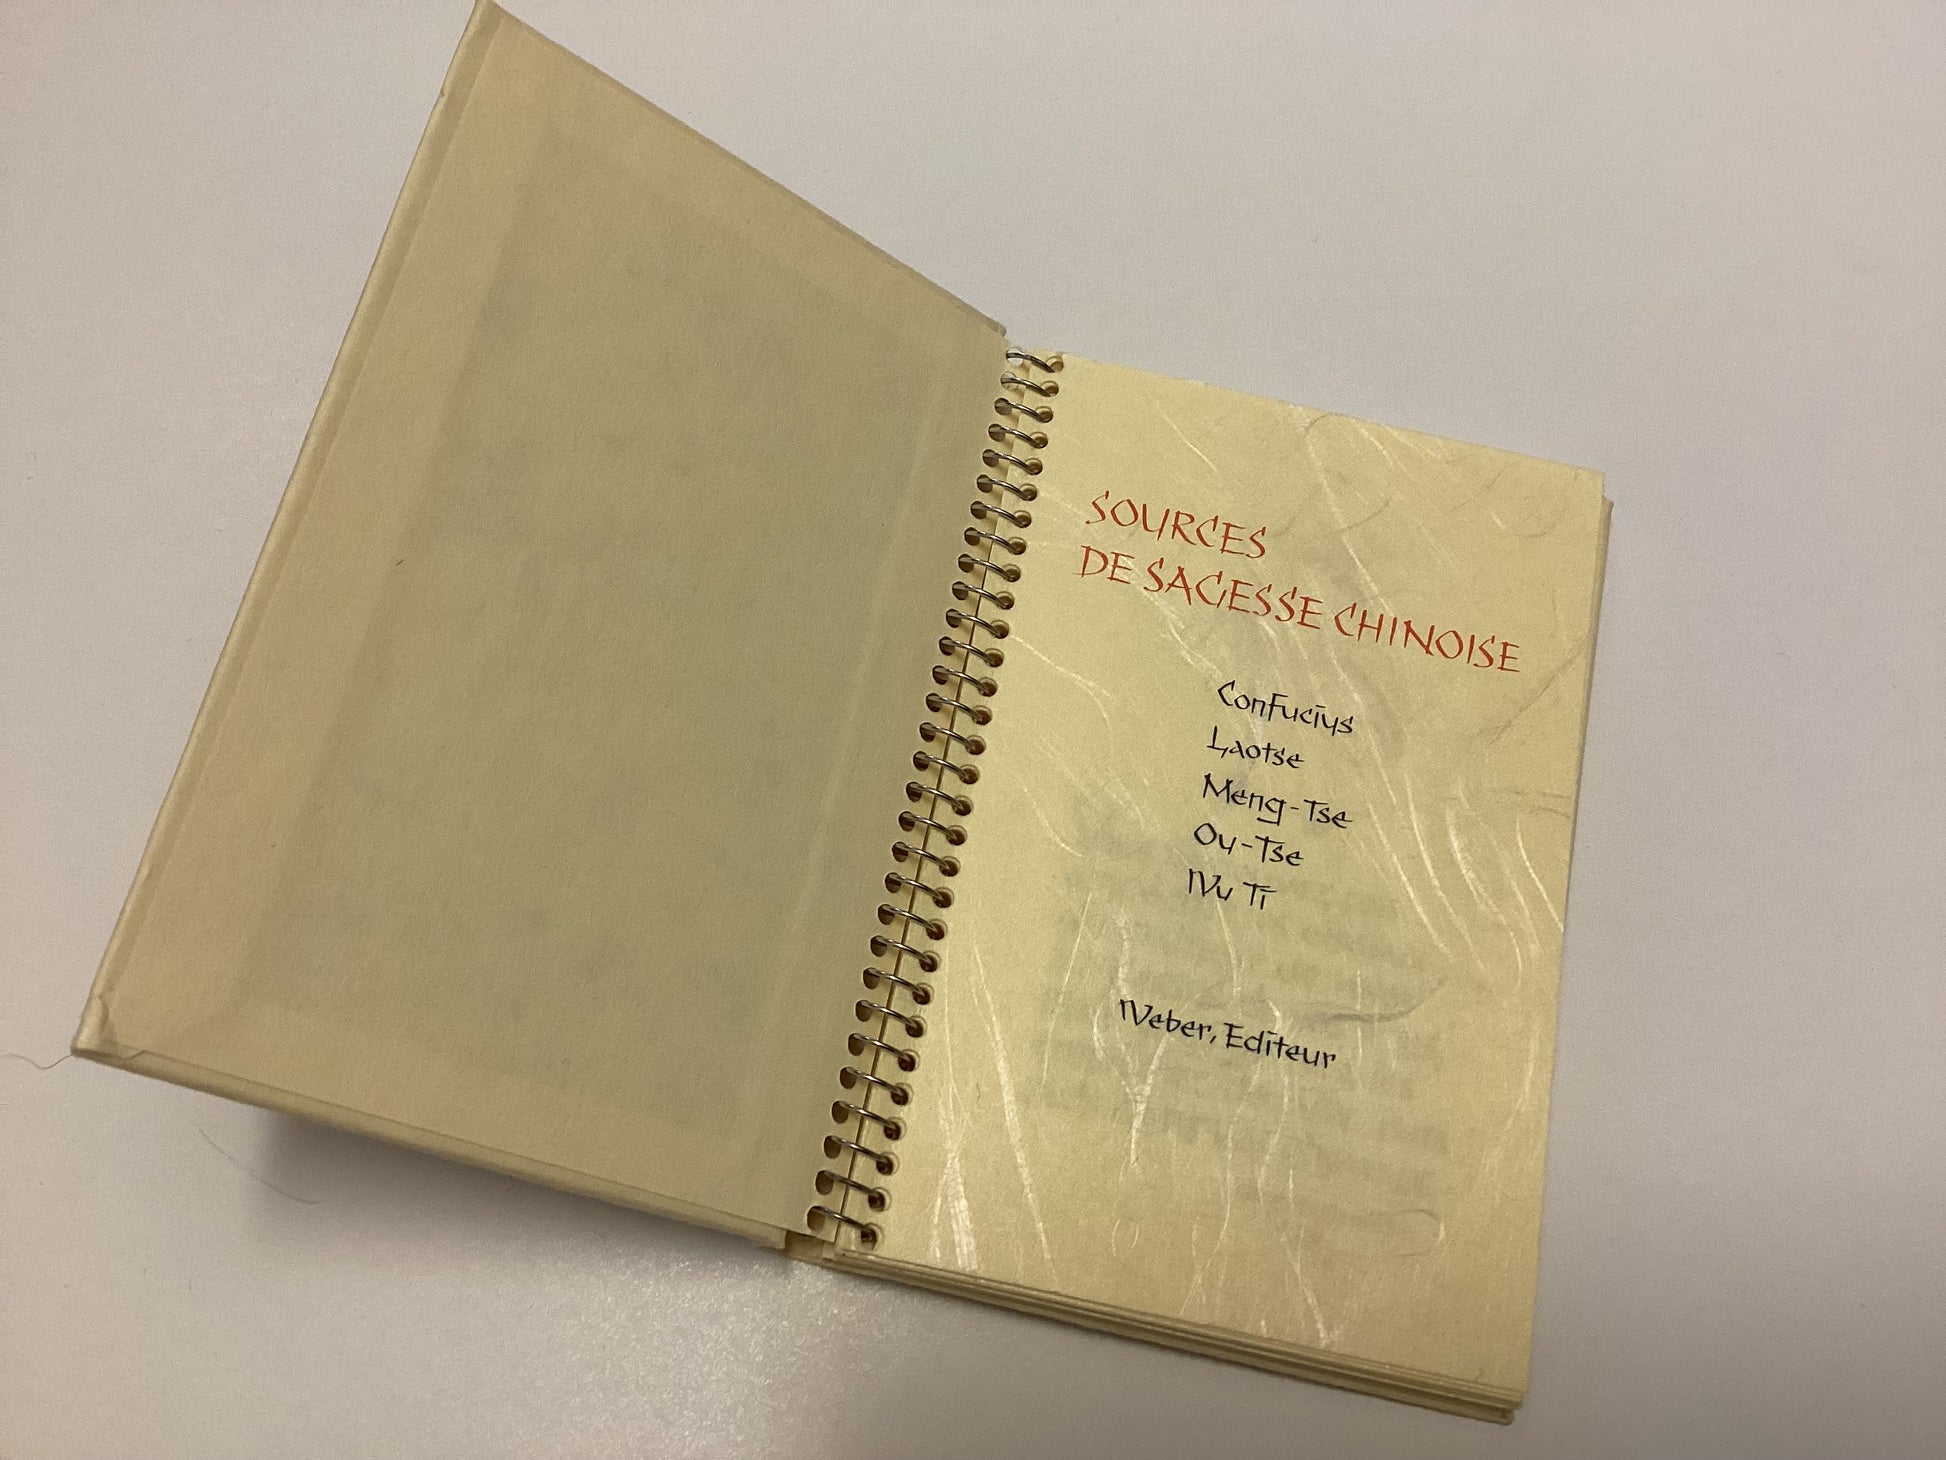 SOURCES
DE SAGESSE CHINOISE
Confucius
Laotse
Meng-Tse
Ou-Tse
Wu Ti
Weber, Editeur